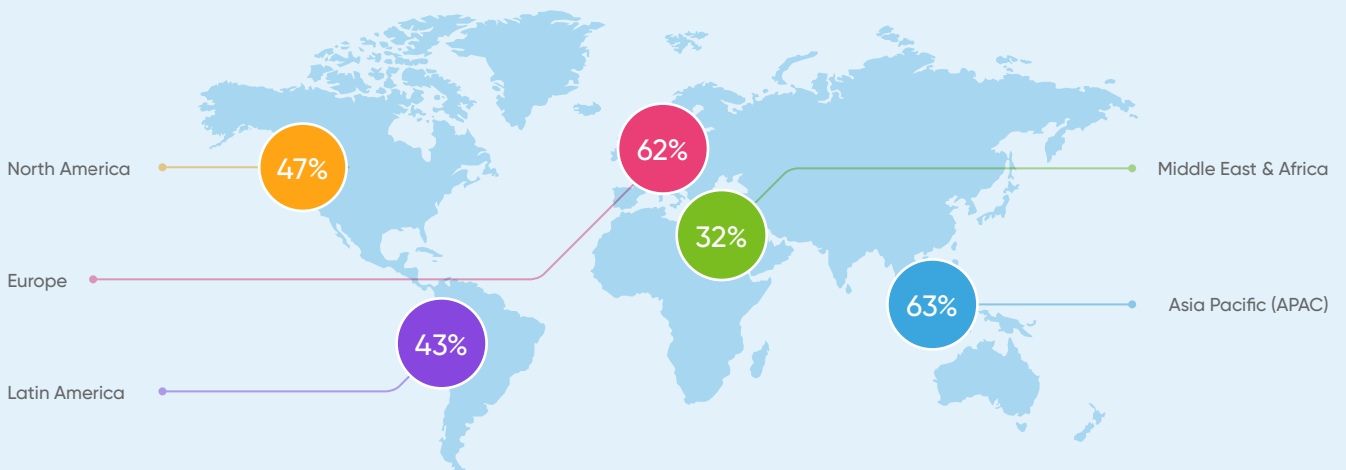 North America
47%
62%
Middle East & Africa
32%
Europe
63%
Asia Pacific (APAC)
43%
Latin America